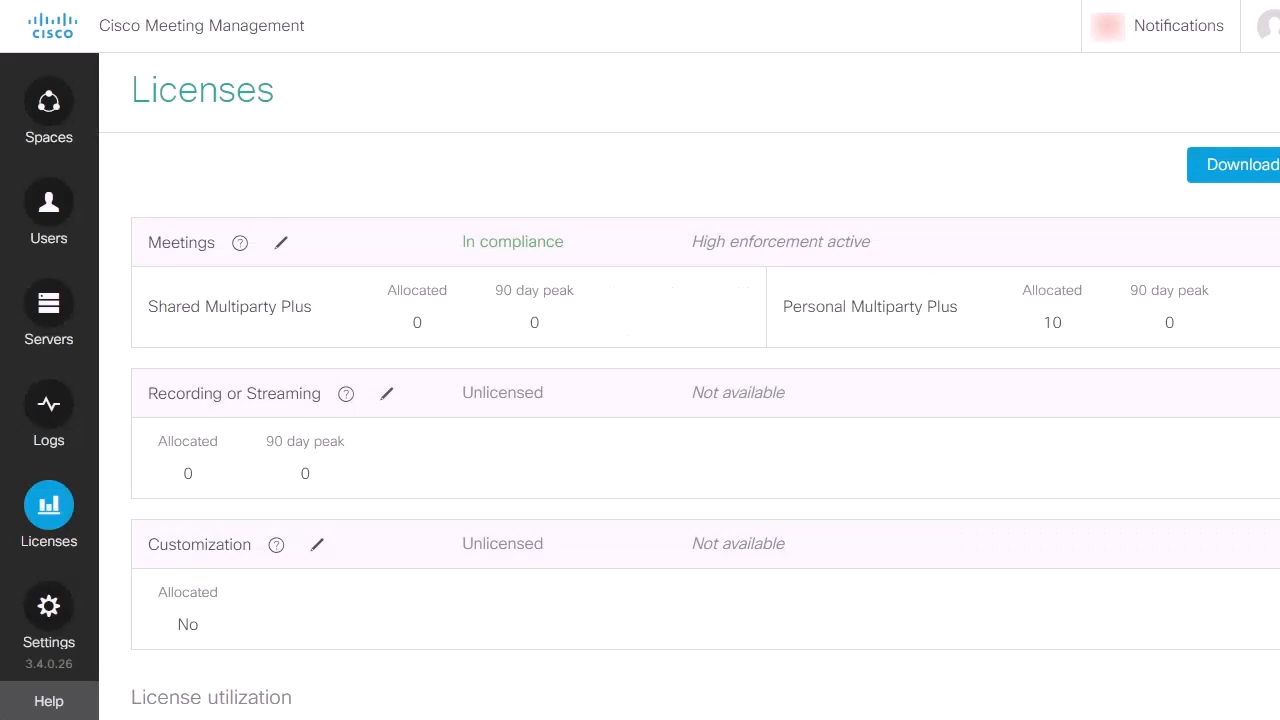 CISCO
Cisco Meeting Management
Notifications
Licenses
Download
Spaces
Users
Servers
Logs
Licenses
Settings
3.4.0.26
Help
Meetings ? In compliance High enforcement active
Shared Multiparty Plus
Allocated 90 day peak
0 0
Personal Multiparty Plus
Allocated 90 day peak
10 0
Recording or Streaming ? Unlicensed Not available
Allocated 90 day peak
0 0
Customization ? Unlicensed Not available
Allocated
No
License utilization